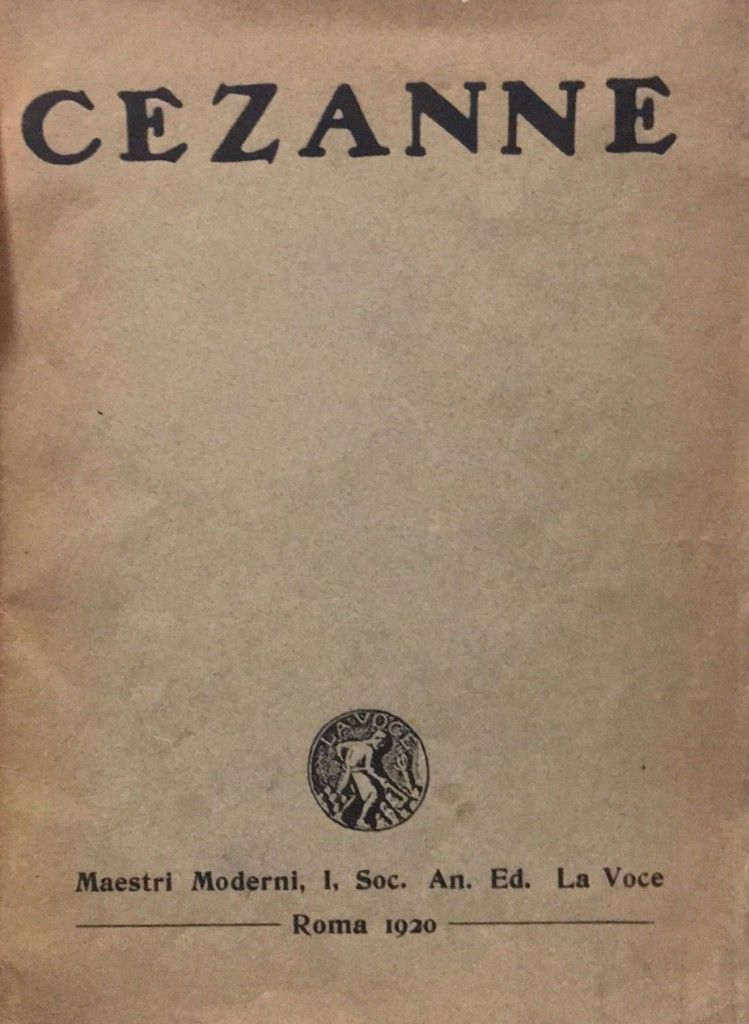 CEZANNE
LA VOCE
Maestri Moderni, I, Soc. An. Ed. La Voce
Roma 1920